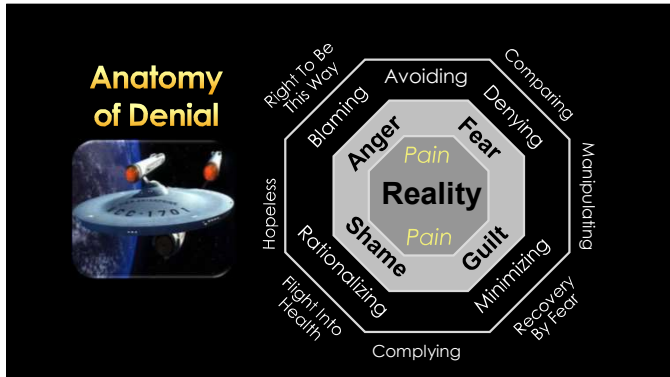 Anatomy
of Denial
NCC-1701
Right To Be
This Way
Comparing
Manipulating
Recovery
By Fear
Complying
Flight Into
Health
Hopeless
Avoiding
Blaming
Denying
Rationalizing
Minimizing
Anger
Fear
Shame
Guilt
Pain
Reality
Pain